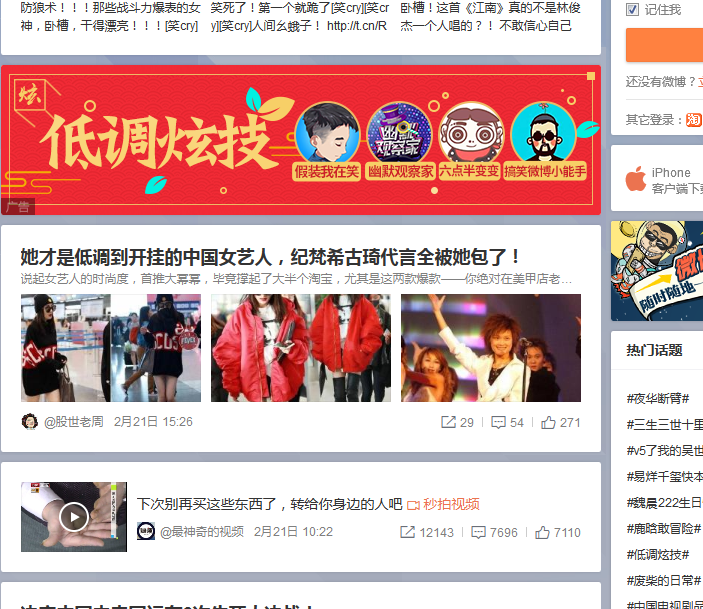 防狼术！！！那些战斗力爆表的女
神，卧槽，干得漂亮！！！[笑cry]
笑死了！第一个就跪了[笑cry][笑cr
y][笑cry]人间幺蛾子！ http://t.cn/R
卧槽！这首《江南》真的不是林俊
杰一个人唱的？！ 不敢信心自己
炫
低调炫技
幽默
观察家
假装我在笑
幽默观察家
六点半变变
搞笑微博小能手
广告
她才是低调到开挂的中国女艺人，纪梵希古琦代言全被她包了！
说起女艺人的时尚度，首推大幂幂，毕竟撑起了大半个淘宝，尤其是这两款爆款——你绝对在美甲店老…
@股世老周 2月21日 15:26
29
54
271
下次别再买这些东西了，转给你身边的人吧 秒拍视频
@最神奇的视频 2月21日 10:22
12143
7696
7110
记住我
还没有微博？立
其它登录：淘
iPhone
客户端下
微
随时随地
热门话题
#夜华断臂#
#三生三世十里
#v5了我的吴世
#易烊千玺快本
#魏晨222生日
#鹿晗敢冒险#
#低调炫技#
#废柴的日常#
#中国电视剧品